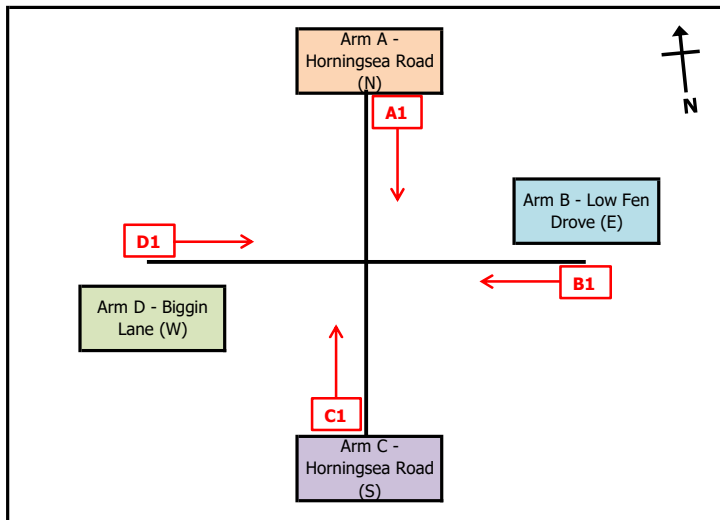 Arm A -
Horningsea Road
(N)
A1
N
Arm B - Low Fen
Drove (E)
D1
B1
Arm D - Biggin
Lane (W)
C1
Arm C -
Horningsea Road
(S)